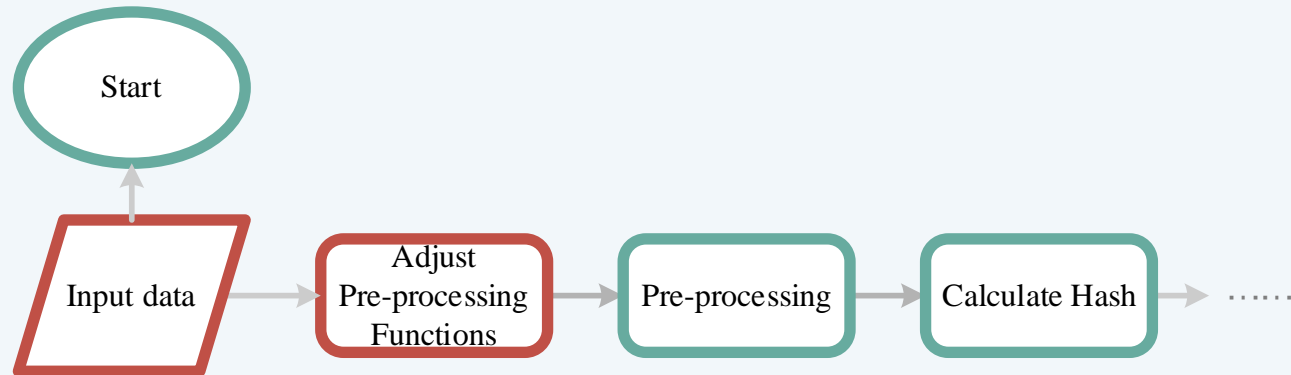 Start
Input data
Adjust
Pre-processing
Functions
Pre-processing
Calculate Hash
......